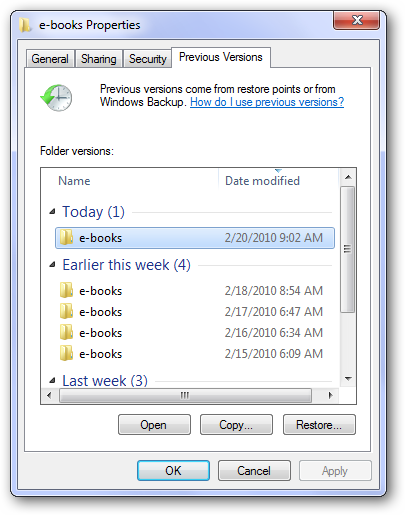 e-books Properties
General Sharing Security Previous Versions
Previous versions come from restore points or from
Windows Backup. How do I use previous versions?
Folder versions:
Name Date modified
Today (1)
e-books 2/20/2010 9:02 AM
Earlier this week (4)
e-books 2/18/2010 8:54 AM
e-books 2/17/2010 6:47 AM
e-books 2/16/2010 6:34 AM
e-books 2/15/2010 6:09 AM
Last week (3)
Open Copy... Restore...
OK Cancel Apply